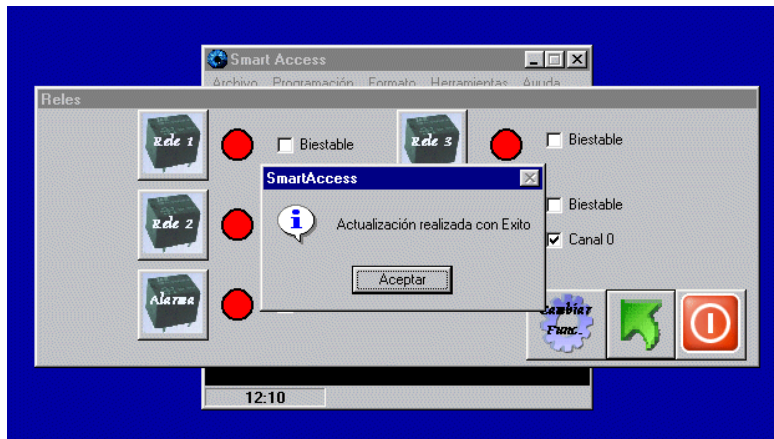 Smart Access
Archivo Programación Formato Herramientas Ayuda
Reles
Rele 1
Biestable
Rele 3
Biestable
SmartAccess
Rele 2
Actualización realizada con Exito
Biestable
Canal 0
Aceptar
Alarma
Cambiar
Func.
12:10